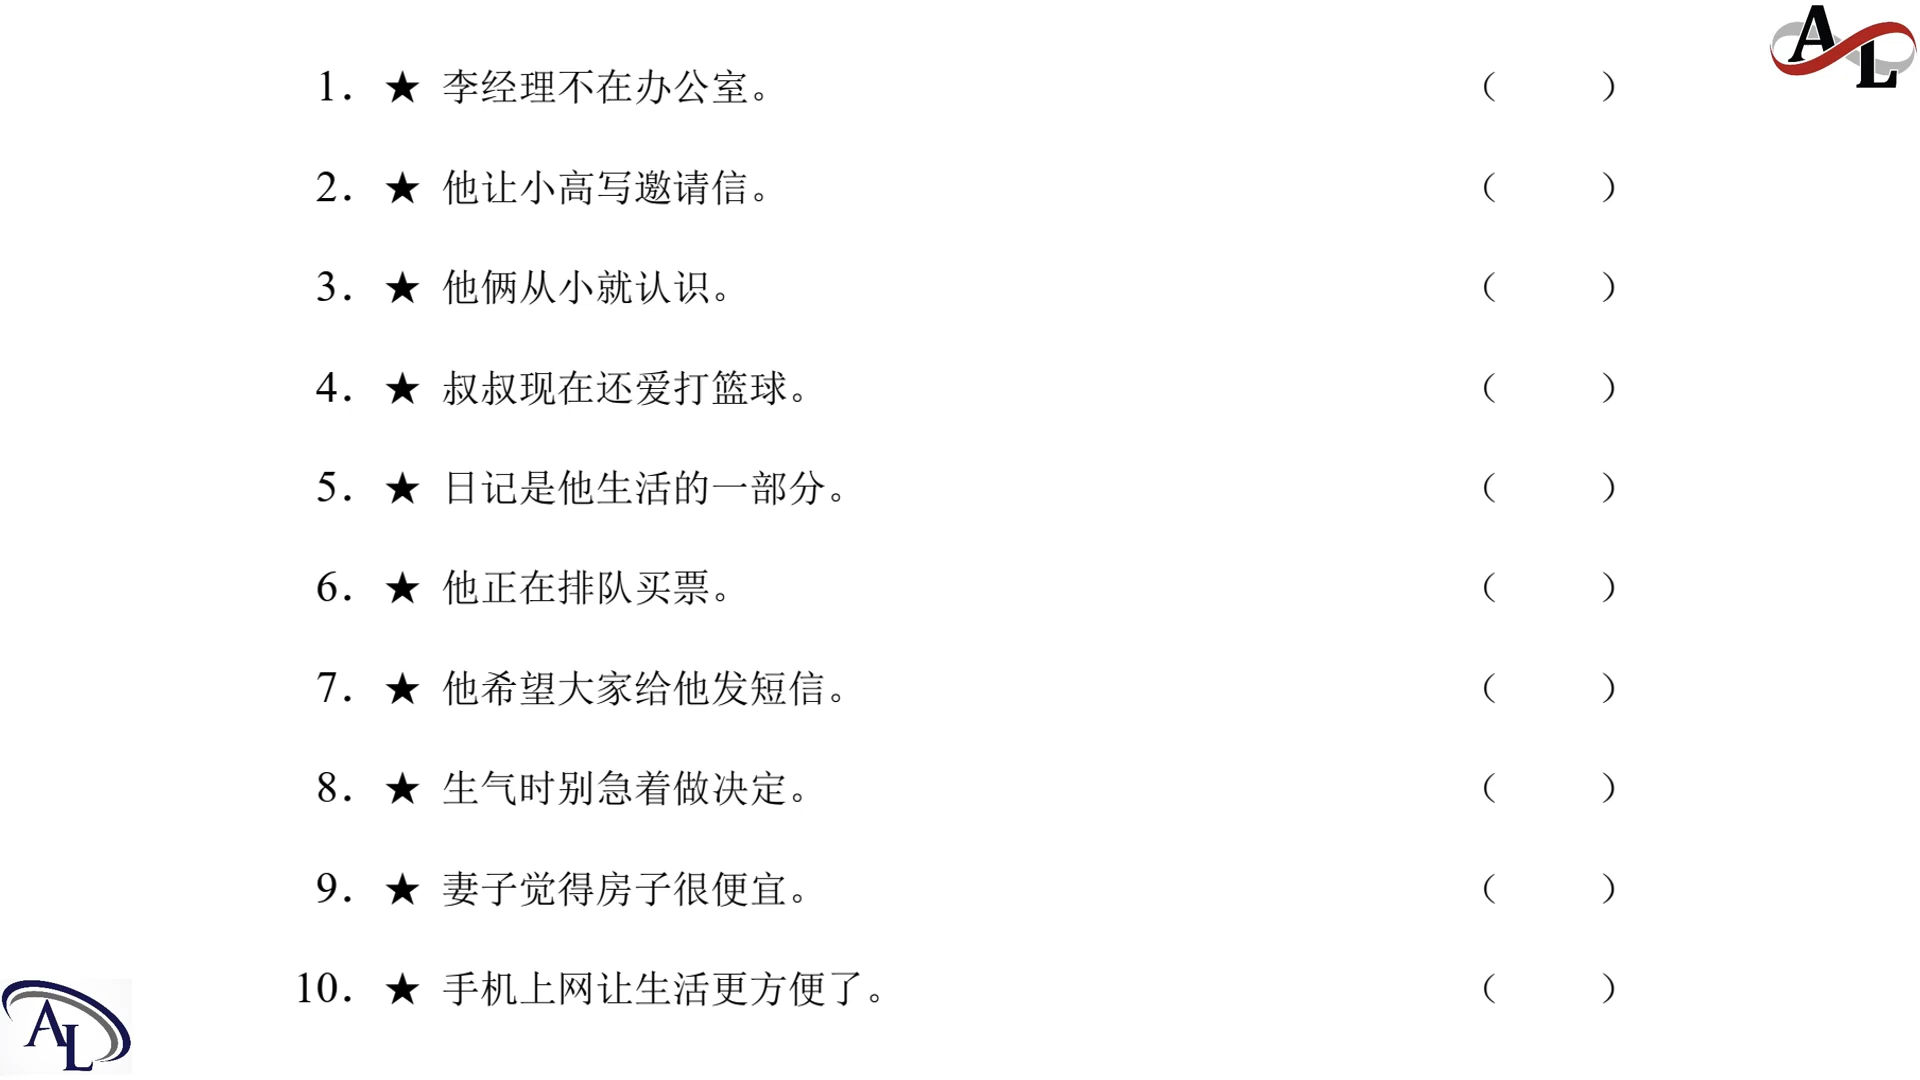 AL
1. ★ 李经理不在办公室。 ( )
2. ★ 他让小高写邀请信。 ( )
3. ★ 他俩从小就认识。 ( )
4. ★ 叔叔现在还爱打篮球。 ( )
5. ★ 日记是他生活的一部分。 ( )
6. ★ 他正在排队买票。 ( )
7. ★ 他希望大家给他发短信。 ( )
8. ★ 生气时别急着做决定。 ( )
9. ★ 妻子觉得房子很便宜。 ( )
10. ★ 手机上网让生活更方便了。 ( )
AL